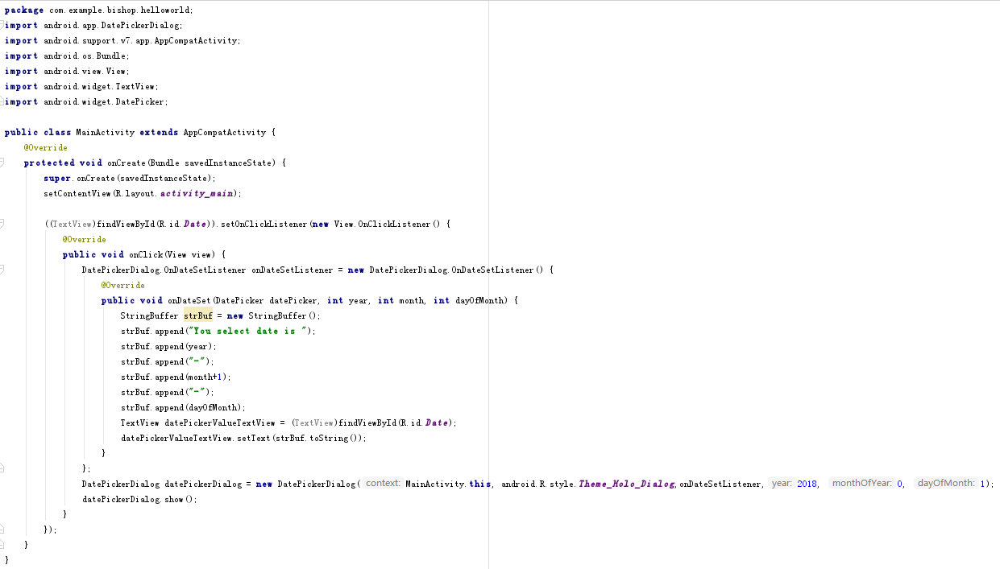 package com.example.bishop.helloworld;
import android.app.DatePickerDialog;
import android.support.v7.app.AppCompatActivity;
import android.os.Bundle;
import android.view.View;
import android.widget.TextView;
import android.widget.DatePicker;
public class MainActivity extends AppCompatActivity {
@Override
protected void onCreate(Bundle savedInstanceState) {
super.onCreate(savedInstanceState);
setContentView(R.layout.activity_main);
((TextView)findViewById(R.id.Date)).setOnClickListener(new View.OnClickListener() {
@Override
public void onClick(View view) {
DatePickerDialog.OnDateSetListener onDateSetListener = new DatePickerDialog.OnDateSetListener() {
@Override
public void onDateSet(DatePicker datePicker, int year, int month, int dayOfMonth) {
StringBuffer strBuf = new StringBuffer();
strBuf.append("You select date is ");
strBuf.append(year);
strBuf.append("-");
strBuf.append(month+1);
strBuf.append("-");
strBuf.append(dayOfMonth);
TextView datePickerValueTextView = (TextView)findViewById(R.id.Date);
datePickerValueTextView.setText(strBuf.toString());
}
};
DatePickerDialog datePickerDialog = new DatePickerDialog( context: MainActivity.this, android.R.style.Theme_Holo_Dialog,onDateSetListener, year: 2018, monthOfYear: 0, dayOfMonth: 1);
datePickerDialog.show();
}
});
}
}